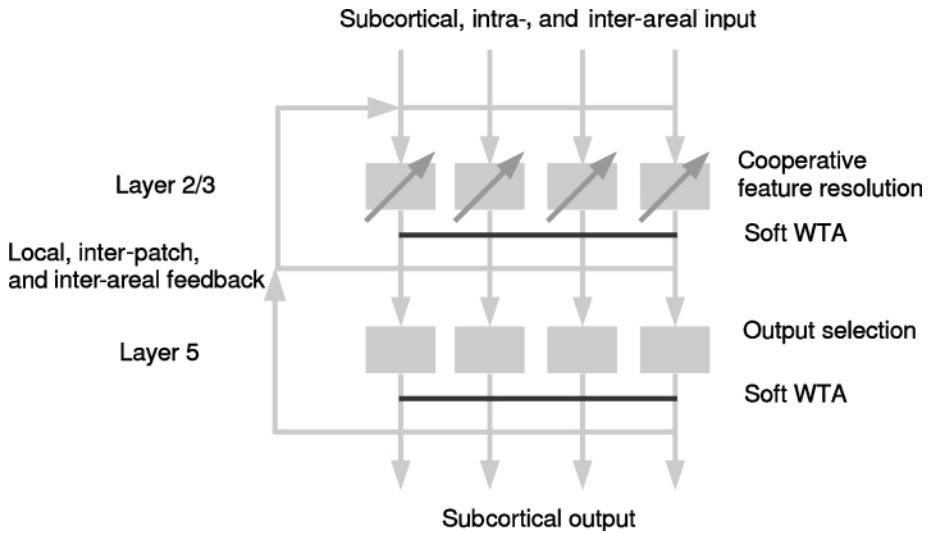 Subcortical, intra-, and inter-areal input
Cooperative
feature resolution
Layer 2/3
Soft WTA
Local, inter-patch,
and inter-areal feedback
Output selection
Layer 5
Soft WTA
Subcortical output